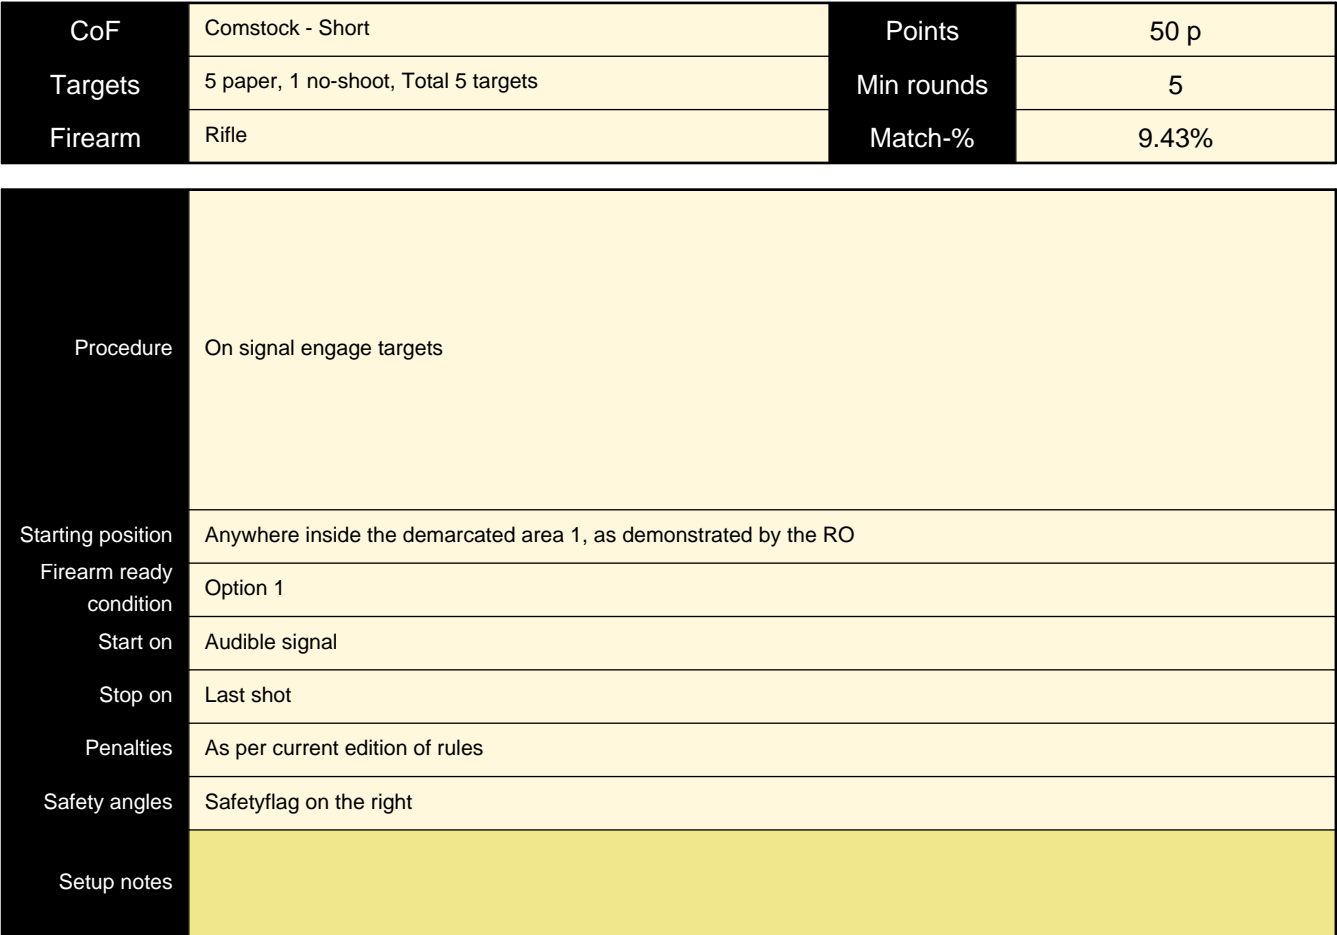 CoF Comstock - Short Points 50 p
Targets 5 paper, 1 no-shoot, Total 5 targets Min rounds 5
Firearm Rifle Match-% 9.43%
Procedure On signal engage targets
Starting position Anywhere inside the demarcated area 1, as demonstrated by the RO
Firearm ready
condition Option 1
Start on Audible signal
Stop on Last shot
Penalties As per current edition of rules
Safety angles Safetyflag on the right
Setup notes